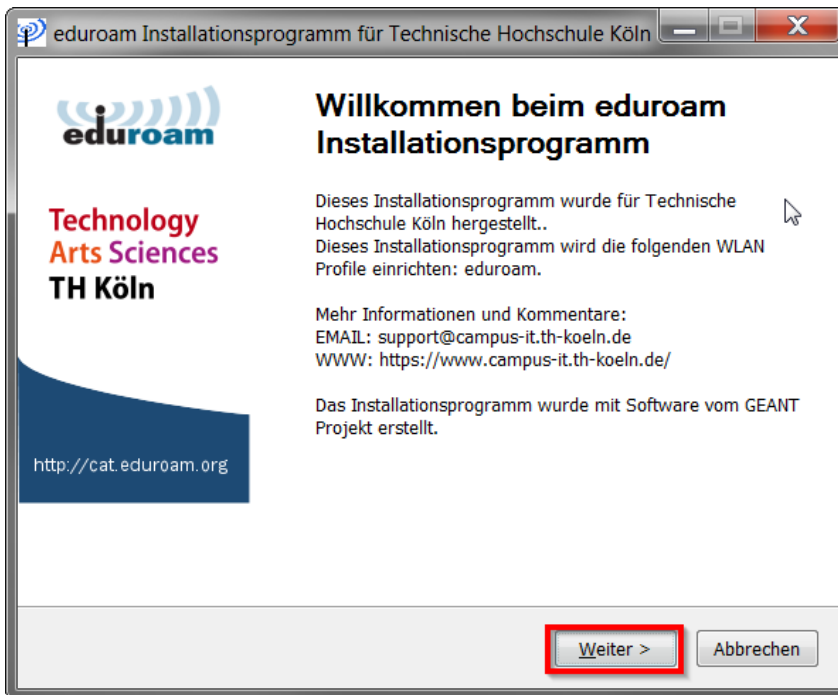 eduroam Installationsprogramm für Technische Hochschule Köln
eduroam
Technology
Arts Sciences
TH Köln
http://cat.eduroam.org
Willkommen beim eduroam
Installationsprogramm
Dieses Installationsprogramm wurde für Technische
Hochschule Köln hergestellt..
Dieses Installationsprogramm wird die folgenden WLAN
Profile einrichten: eduroam.
Mehr Informationen und Kommentare:
EMAIL: support@campus-it.th-koeln.de
WWW: https://www.campus-it.th-koeln.de/
Das Installationsprogramm wurde mit Software vom GEANT
Projekt erstellt.
Weiter >
Abbrechen